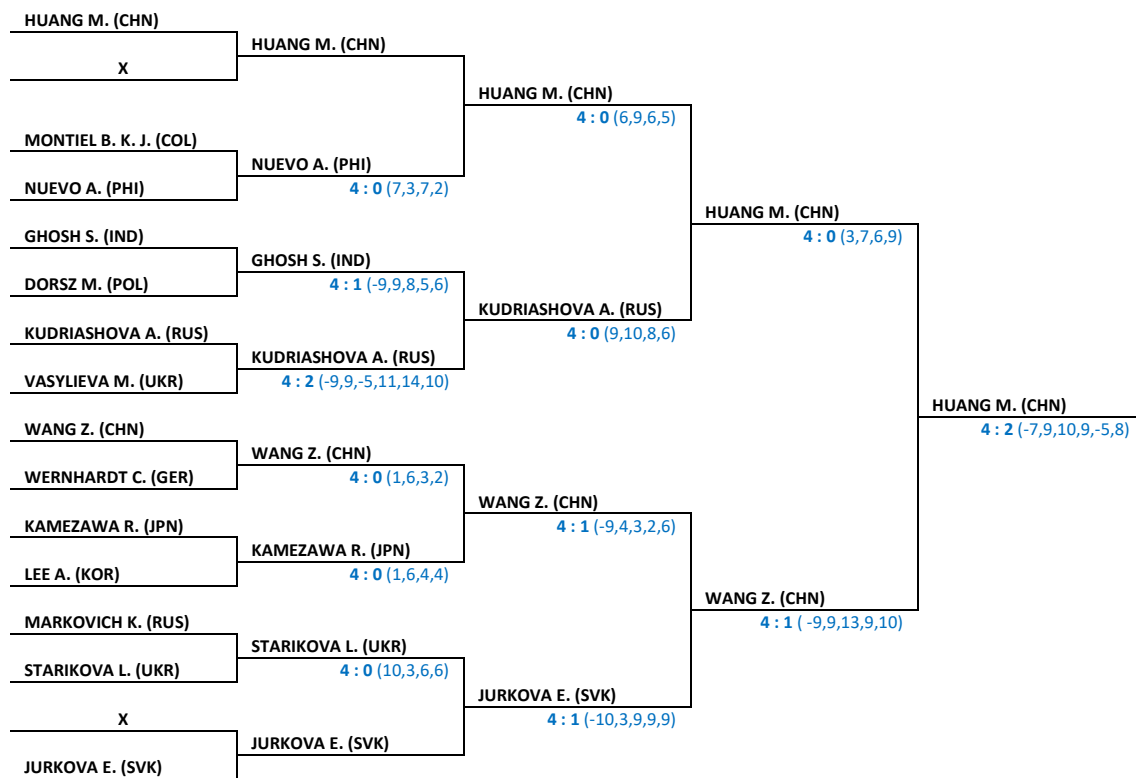 HUANG M. (CHN)
X
MONTIEL B. K. J. (COL)
NUEVO A. (PHI)
GHOSH S. (IND)
DORSZ M. (POL)
KUDRIASHOVA A. (RUS)
VASYLIEVA M. (UKR)
WANG Z. (CHN)
WERNHARDT C. (GER)
KAMEZAWA R. (JPN)
LEE A. (KOR)
MARKOVICH K. (RUS)
STARIKOVA L. (UKR)
X
JURKOVA E. (SVK)
HUANG M. (CHN)
NUEVO A. (PHI)
4 : 0 (7,3,7,2)
GHOSH S. (IND)
4 : 1 (-9,9,8,5,6)
KUDRIASHOVA A. (RUS)
4 : 2 (-9,9,-5,11,14,10)
WANG Z. (CHN)
4 : 0 (1,6,3,2)
KAMEZAWA R. (JPN)
4 : 0 (1,6,4,4)
STARIKOVA L. (UKR)
4 : 0 (10,3,6,6)
JURKOVA E. (SVK)
HUANG M. (CHN)
4 : 0 (6,9,6,5)
KUDRIASHOVA A. (RUS)
4 : 0 (9,10,8,6)
WANG Z. (CHN)
4 : 1 (-9,4,3,2,6)
JURKOVA E. (SVK)
4 : 1 (-10,3,9,9,9)
HUANG M. (CHN)
4 : 0 (3,7,6,9)
WANG Z. (CHN)
4 : 1 ( -9,9,13,9,10)
HUANG M. (CHN)
4 : 2 (-7,9,10,9,-5,8)